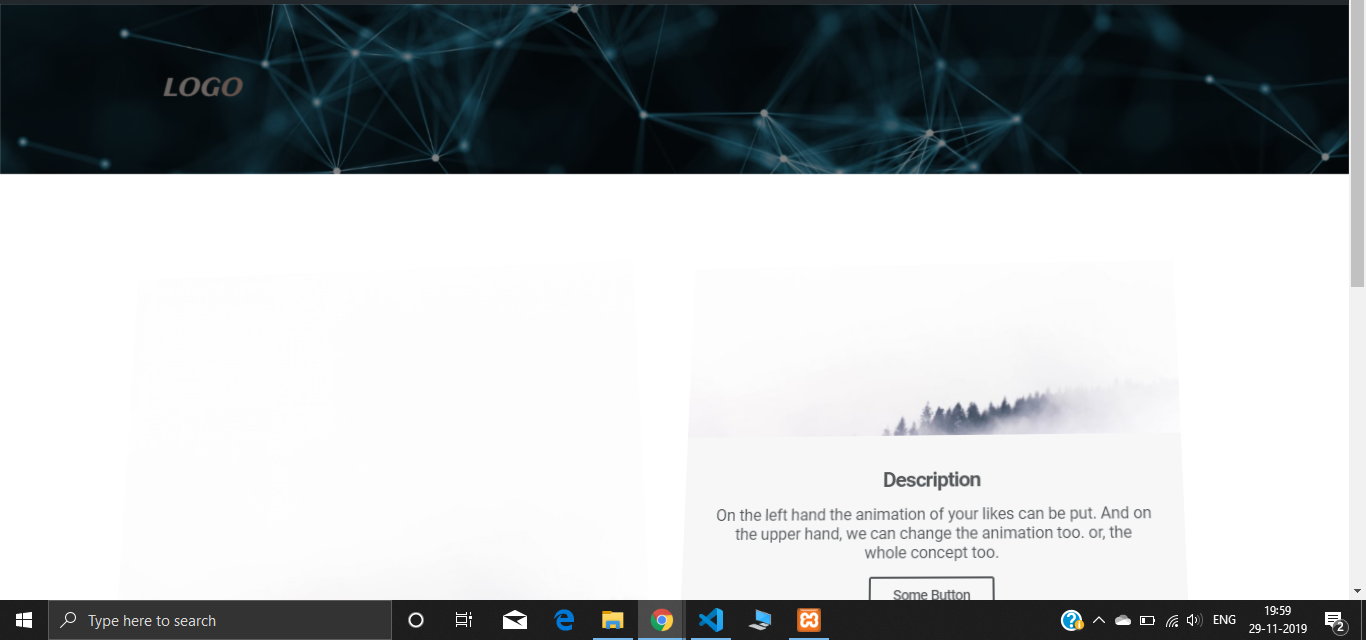 LOGO
Description
On the left hand the animation of your likes can be put. And on
the upper hand, we can change the animation too. or, the
whole concept too.
Some Button
Type here to search
ENG
19:59
29-11-2019
2